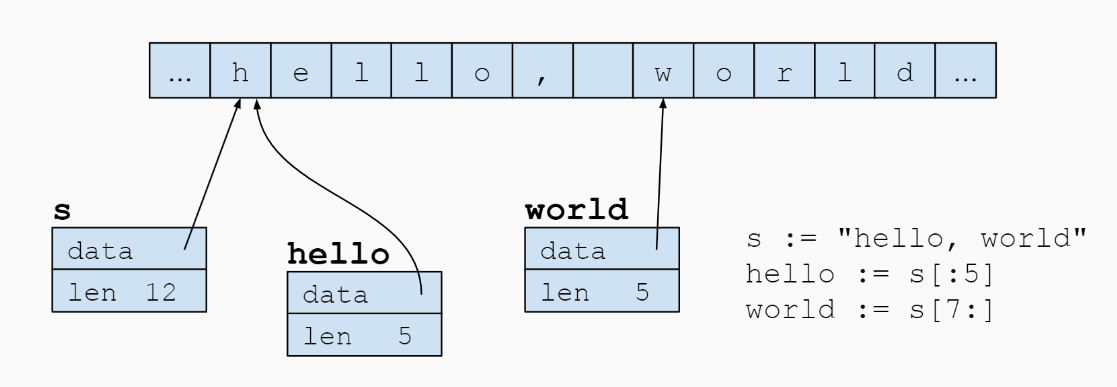 ... h e l l o , w o r l d ...
s
data
len 12
hello
data
len 5
world
data
len 5
s := "hello, world"
hello := s[:5]
world := s[7:]